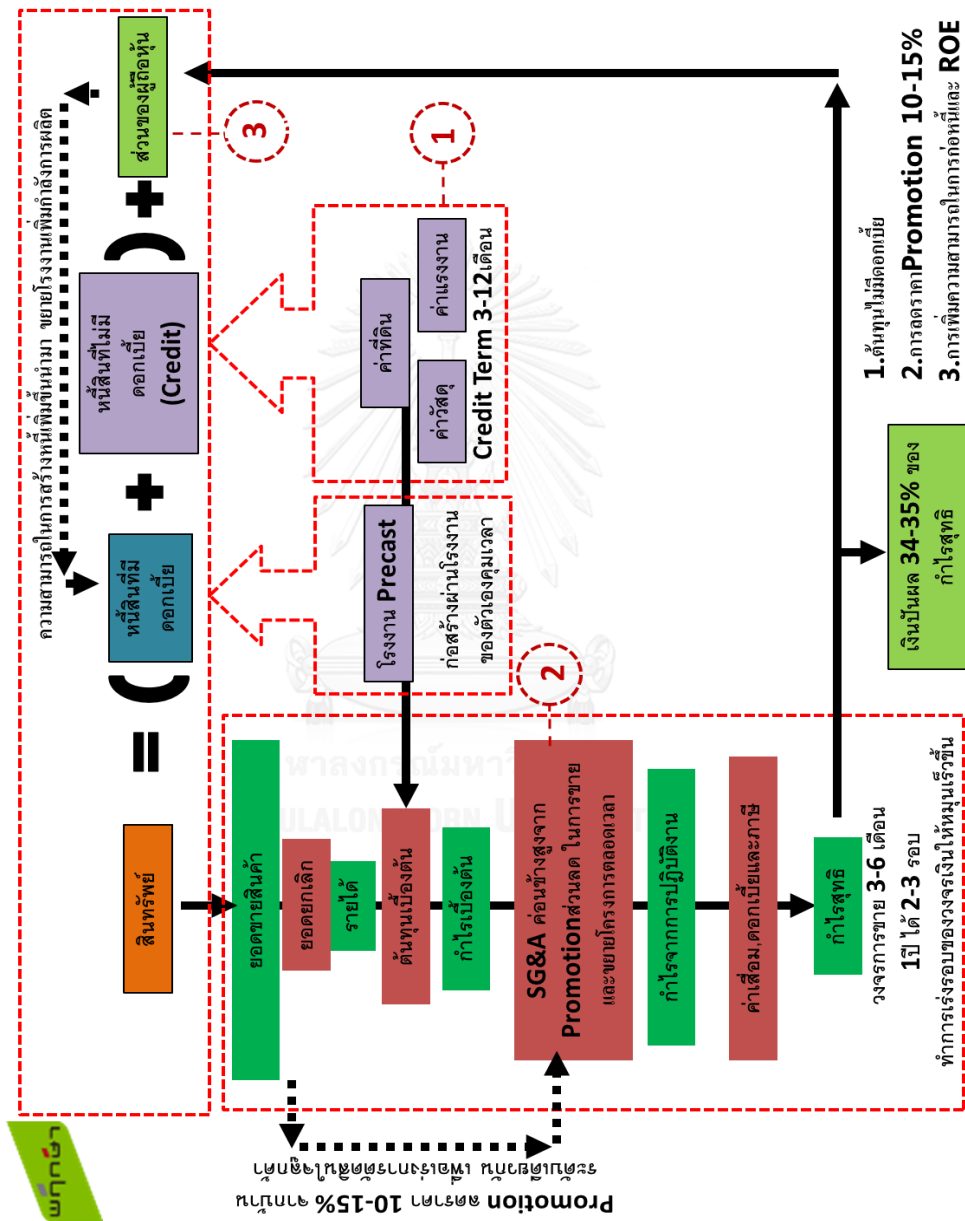 พฤกษา
ความสามารถในการสร้างหนี้เพิ่มขึ้นนำมา ขยายโรงงานเพิ่มกำลังการผลิต
สินทรัพย์
=
(
หนี้สินที่มี
ดอกเบี้ย
+
หนี้สินที่ไม่มี
ดอกเบี้ย
(Credit)
)
+
ส่วนของผู้ถือหุ้น
3
Promotion ลดราคา 10-15% จากบ้าน
ระดับเดียวกัน เพื่อเร่งการตัดสินใจลูกค้า
ยอดขายสินค้า
ยอดยกเลิก
รายได้
ต้นทุนเบื้องต้น
กำไรเบื้องต้น
SG&A ค่อนข้างสูงจาก
Promotionส่วนลด ในการขาย
และขยายโครงการตลอดเวลา
2
กำไรจากการปฏิบัติงาน
ค่าเสื่อม,ดอกเบี้ยและภาษี
กำไรสุทธิ
วงจรการขาย 3-6 เดือน
1ปี ได้ 2-3 รอบ
ทำการเร่งรอบของวงจรเงินให้หมุนเร็วขึ้น
โรงงาน Precast
ก่อสร้างผ่านโรงงาน
ของตัวเองคุมเวลา
ค่าที่ดิน
ค่าวัสดุ
ค่าแรงงาน
Credit Term 3-12เดือน
1
เงินปันผล 34-35% ของ
กำไรสุทธิ
1.ต้นทุนไม่มีดอกเบี้ย
2.การลดราคาPromotion 10-15%
3.การเพิ่มความสามารถในการก่อหนี้และ ROE